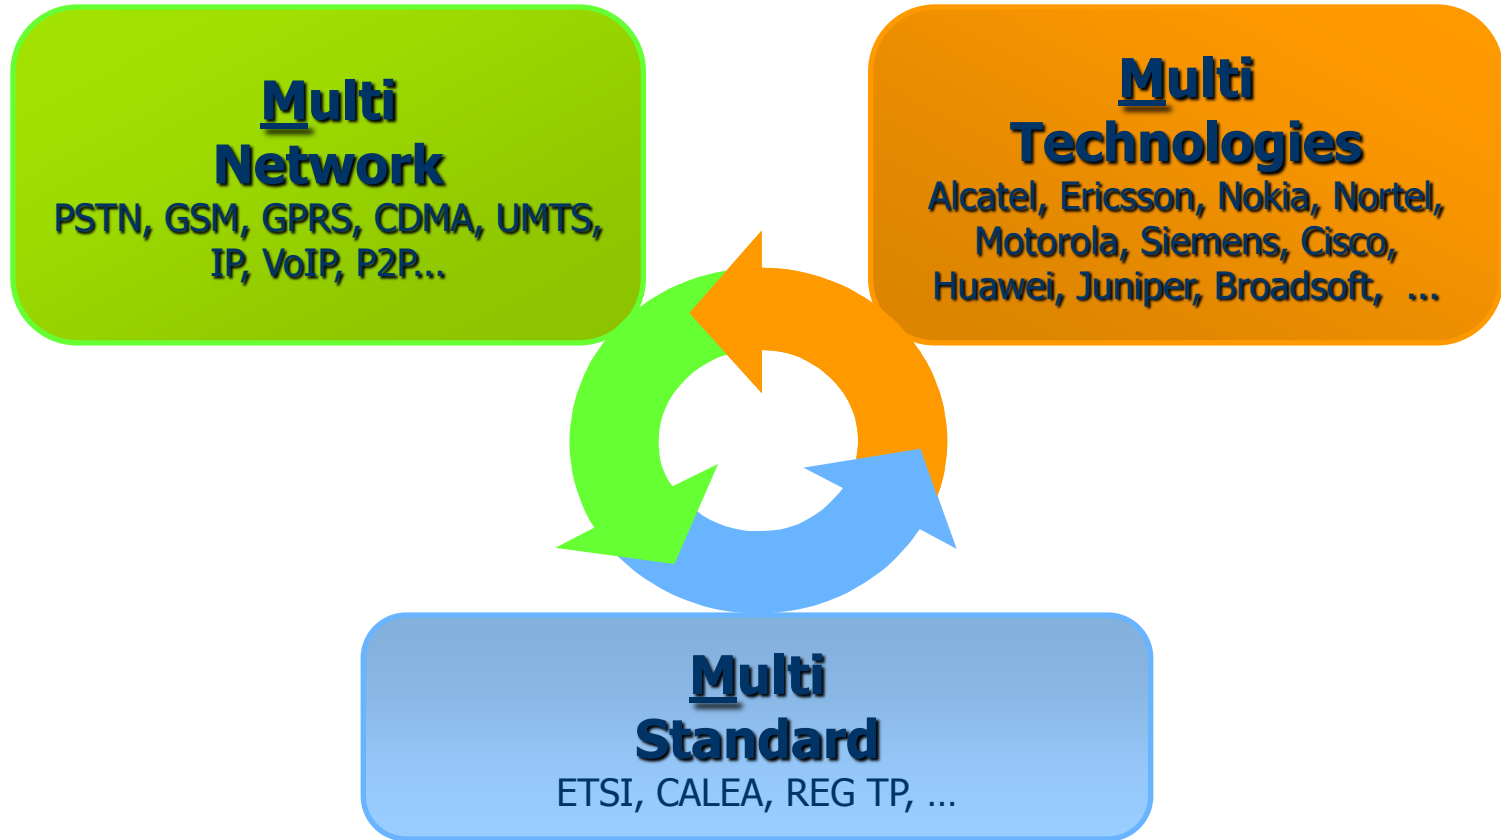 Multi
Network
PSTN, GSM, GPRS, CDMA, UMTS,
IP, VoIP, P2P...
Multi
Technologies
Alcatel, Ericsson, Nokia, Nortel,
Motorola, Siemens, Cisco,
Huawei, Juniper, Broadsoft, ...
Multi
Standard
ETSI, CALEA, REG TP, ...